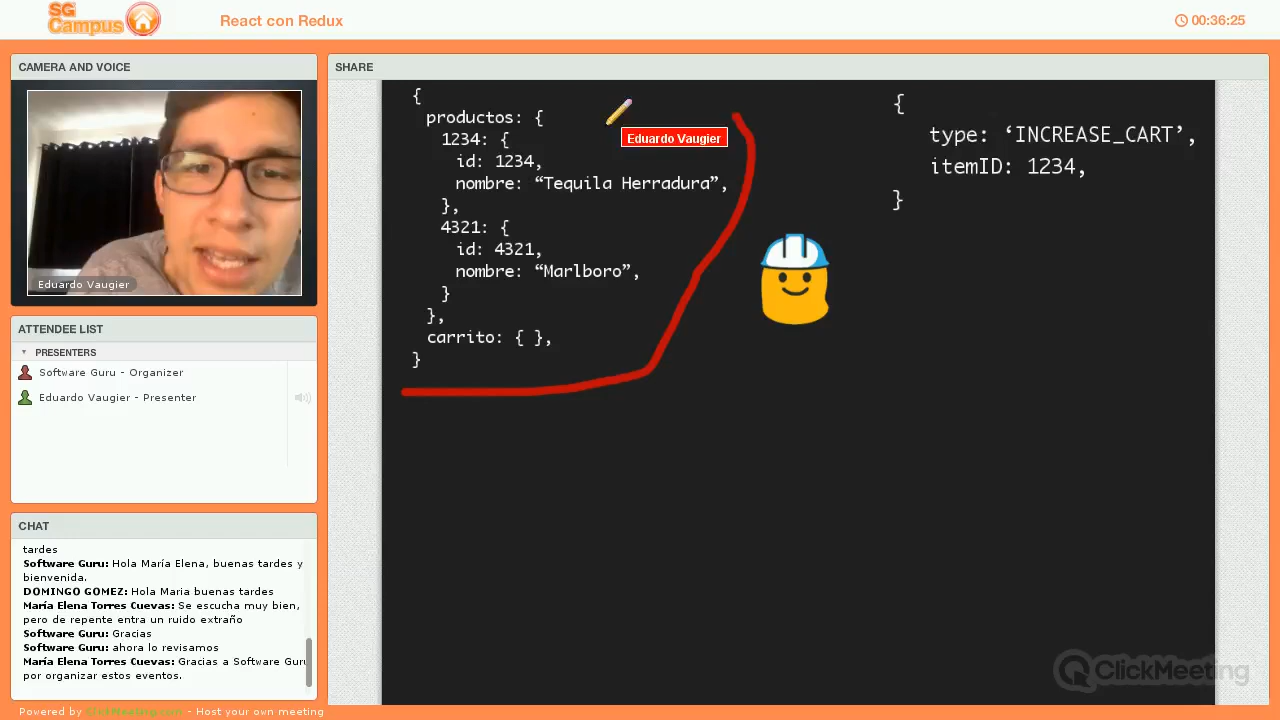 SG
Campus
React con Redux
00:36:25
CAMERA AND VOICE
Eduardo Vaugier
ATTENDEE LIST
PRESENTERS
Software Guru - Organizer
Eduardo Vaugier - Presenter
CHAT
tardes
Software Guru: Hola María Elena, buenas tardes y
bienvenida.
DOMINGO GOMEZ: Hola Maria buenas tardes
María Elena Torres Cuevas: Se escucha muy bien,
pero de repente entra un ruido extraño
Software Guru: Gracias
Software Guru: ahora lo revisamos
María Elena Torres Cuevas: Gracias a Software Guru
por organizar estos eventos.
Powered by ClickMeeting.com - Host your own meeting
SHARE
{
productos: {
1234: {
id: 1234,
nombre: “Tequila Herradura”,
},
4321: {
id: 4321,
nombre: “Marlboro”,
}
},
carrito: { },
}
Eduardo Vaugier
{
type: ‘INCREASE_CART’,
itemID: 1234,
}
ClickMeeting